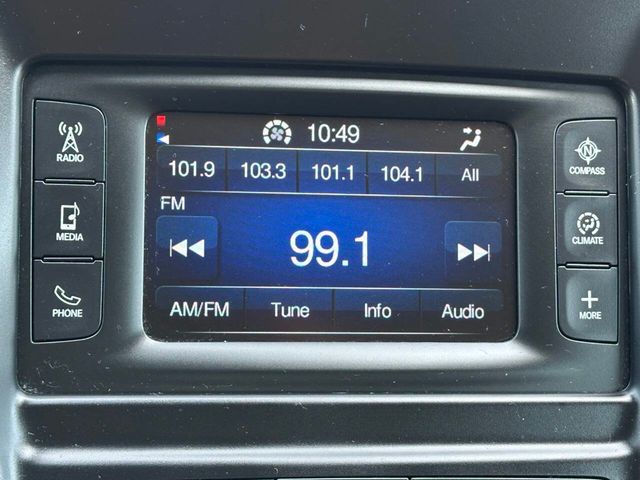 10:49
101.9 103.3 101.1 104.1 All
FM
99.1
AM/FM Tune Info Audio
RADIO
MEDIA
PHONE
COMPASS
CLIMATE
MORE